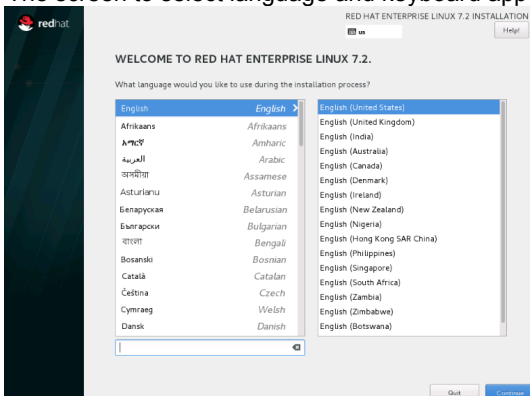 The screen to select language and keyboard app
redhat
RED HAT ENTERPRISE LINUX 7.2 INSTALLATION
us
Help!
WELCOME TO RED HAT ENTERPRISE LINUX 7.2.
What language would you like to use during the installation process?
English English
Afrikaans Afrikaans
አማርኛ Amharic
العربية Arabic
অসমীয়া Assamese
Asturianu Asturian
Беларуская Belarusian
Български Bulgarian
বাংলা Bengali
Bosanski Bosnian
Català Catalan
Čeština Czech
Cymraeg Welsh
Dansk Danish
English (United States)
English (United Kingdom)
English (India)
English (Australia)
English (Canada)
English (Denmark)
English (Ireland)
English (New Zealand)
English (Nigeria)
English (Hong Kong SAR China)
English (Philippines)
English (Singapore)
English (South Africa)
English (Zambia)
English (Zimbabwe)
English (Botswana)
Quit
Continue